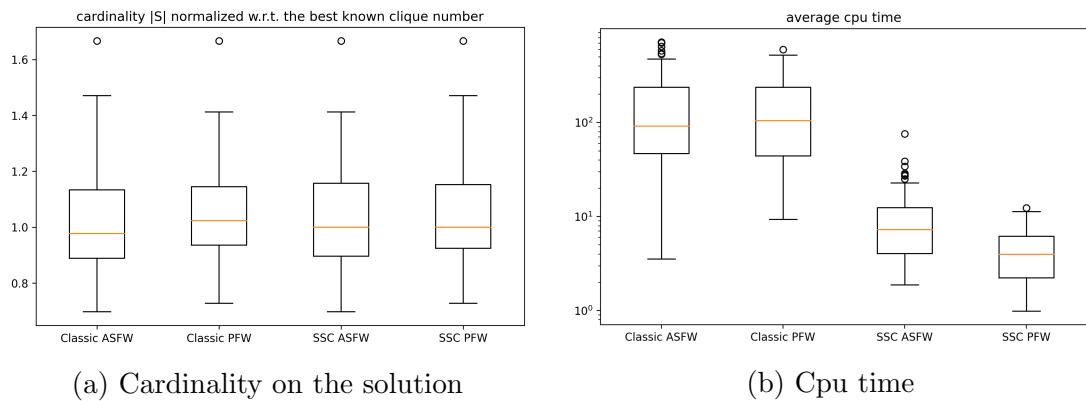 cardinality |S| normalized w.r.t. the best known clique number
1.6
1.4
1.2
1.0
0.8
Classic ASFW Classic PFW SSC ASFW SSC PFW
(a) Cardinality on the solution
average cpu time
10²
10¹
10⁰
Classic ASFW Classic PFW SSC ASFW SSC PFW
(b) Cpu time